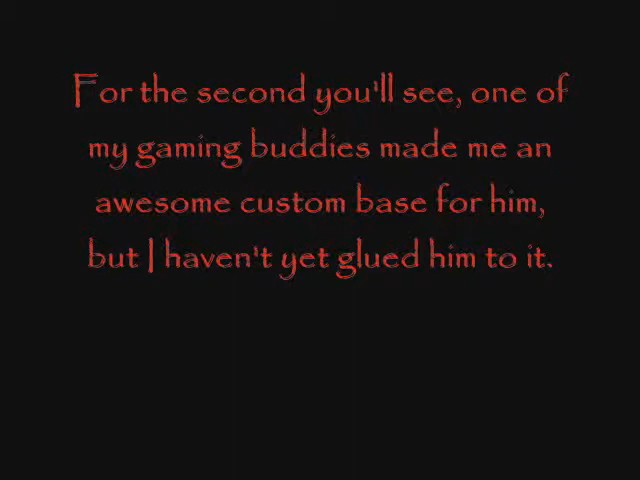 For the second you'll see, one of
my gaming buddies made me an
awesome custom base for him,
but I haven't yet glued him to it.